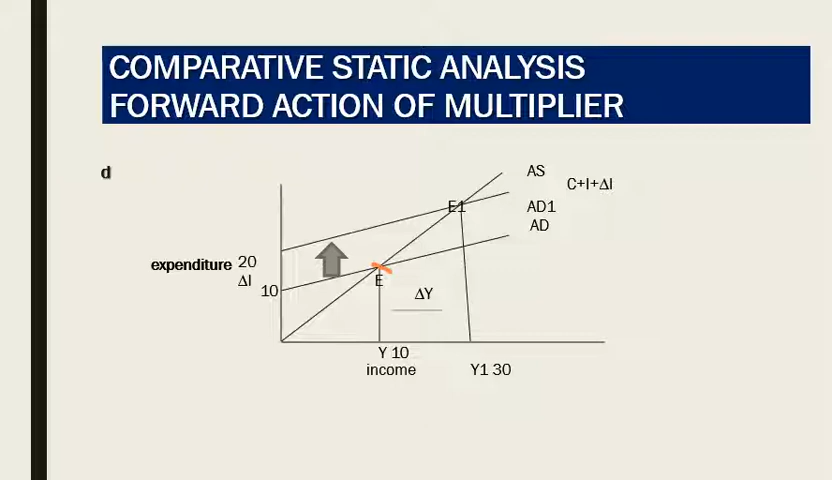 COMPARATIVE STATIC ANALYSIS
FORWARD ACTION OF MULTIPLIER
d
AS
C+I+ΔI
E1
AD1
AD
expenditure 20
ΔI
10
E
ΔY
Y 10
income
Y1 30